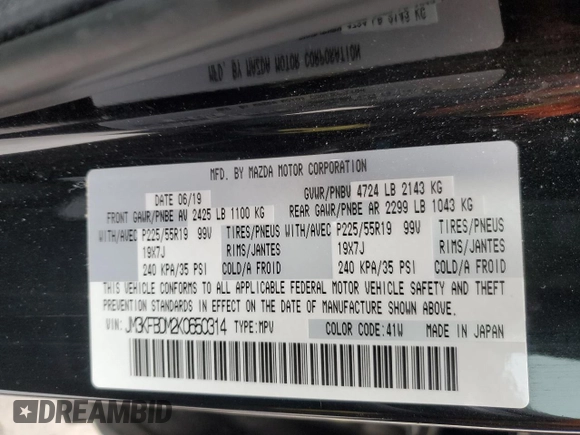 MFD. BY MAZDA MOTOR CORPORATION
MFD. BY MAZDA MOTOR CORPORATION
DATE 06/19 GVWR/PNBV 4724 LB 2143 KG
FRONT GAWR/PNBE AV 2425 LB 1100 KG REAR GAWR/PNBE AR 2299 LB 1043 KG
WITH/AVEC P225/55R19 99V TIRES/PNEUS WITH/AVEC P225/55R19 99V TIRES/PNEUS
19X7J RIMS/JANTES 19X7J RIMS/JANTES
240 KPA/35 PSI COLD/A FROID 240 KPA/35 PSI COLD/A FROID
THIS VEHICLE CONFORMS TO ALL APPLICABLE FEDERAL MOTOR VEHICLE SAFETY AND THEFT
PREVENTION STANDARDS IN EFFECT ON THE DATE OF MANUFACTURE SHOWN ABOVE.
VIN: JM3KFBDM2K0650314 TYPE: MPV COLOR CODE: 41W MADE IN JAPAN
DREAMBID